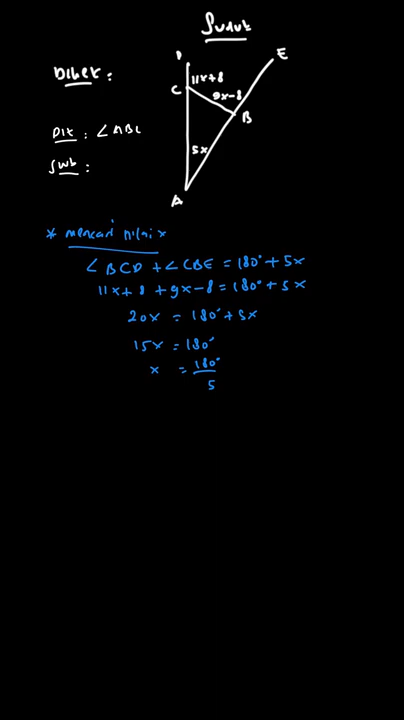 Sudut
D
E
Diket :
11x+8
C
9x-8
B
Dit : ∠ABC
5x
Jwb :
A
* mencari nilai x
∠BCD + ∠CBE = 180° + 5x
11x+8 + 9x-8 = 180° + 5x
20x = 180° + 5x
15x = 180°
x = 180°/5